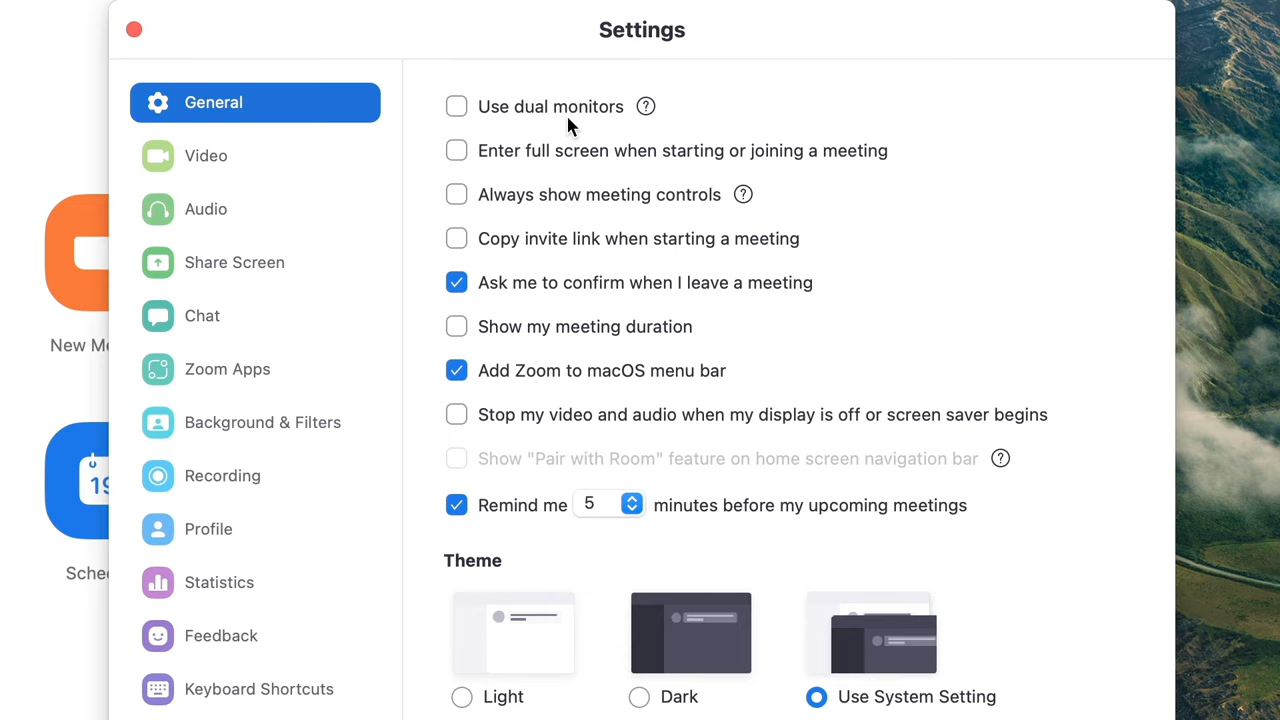 Settings
General
Video
Audio
Share Screen
Chat
Zoom Apps
Background & Filters
Recording
Profile
Statistics
Feedback
Keyboard Shortcuts
Use dual monitors ?
Enter full screen when starting or joining a meeting
Always show meeting controls ?
Copy invite link when starting a meeting
Ask me to confirm when I leave a meeting
Show my meeting duration
Add Zoom to macOS menu bar
Stop my video and audio when my display is off or screen saver begins
Show "Pair with Room" feature on home screen navigation bar ?
Remind me 5 minutes before my upcoming meetings
Theme
Light
Dark
Use System Setting
New
19